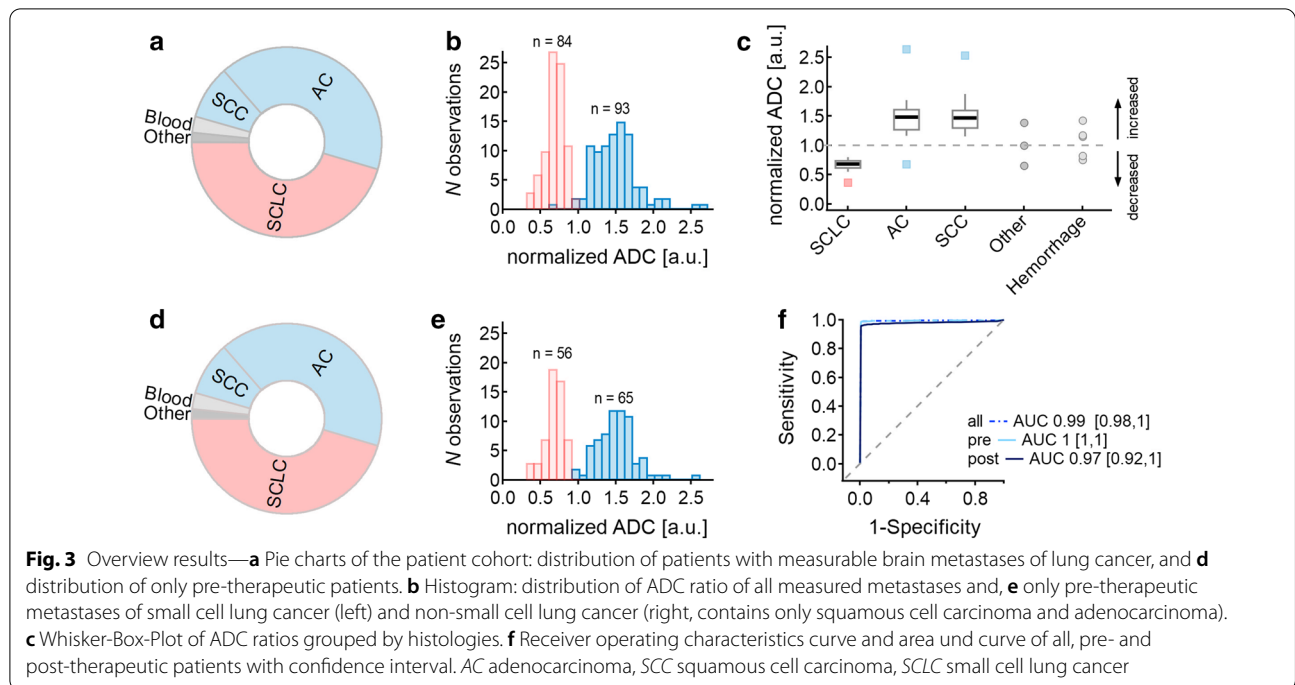 a
AC
SCC
Blood
Other
SCLC
b
N observations
n = 84
n = 93
25
20
15
10
5
0
0.0 0.5 1.0 1.5 2.0 2.5
normalized ADC [a.u.]
c
normalized ADC [a.u.]
2.5
2.0
1.5
1.0
0.5
0.0
SCLC
AC
SCC
Other
Hemorrhage
increased
decreased
d
AC
SCC
Blood
Other
SCLC
e
N observations
n = 56
n = 65
25
20
15
10
5
0
0.0 0.5 1.0 1.5 2.0 2.5
normalized ADC [a.u.]
f
Sensitivity
1.0
0.8
0.6
0.4
0.2
0.0
all AUC 0.99 [0.98,1]
pre AUC 1 [1,1]
post AUC 0.97 [0.92,1]
0.0 0.4 0.8
1-Specificity
Fig. 3 Overview results—a Pie charts of the patient cohort: distribution of patients with measurable brain metastases of lung cancer, and d
distribution of only pre-therapeutic patients. b Histogram: distribution of ADC ratio of all measured metastases and, e only pre-therapeutic
metastases of small cell lung cancer (left) and non-small cell lung cancer (right, contains only squamous cell carcinoma and adenocarcinoma).
c Whisker-Box-Plot of ADC ratios grouped by histologies. f Receiver operating characteristics curve and area und curve of all, pre- and
post-therapeutic patients with confidence interval. AC adenocarcinoma, SCC squamous cell carcinoma, SCLC small cell lung cancer